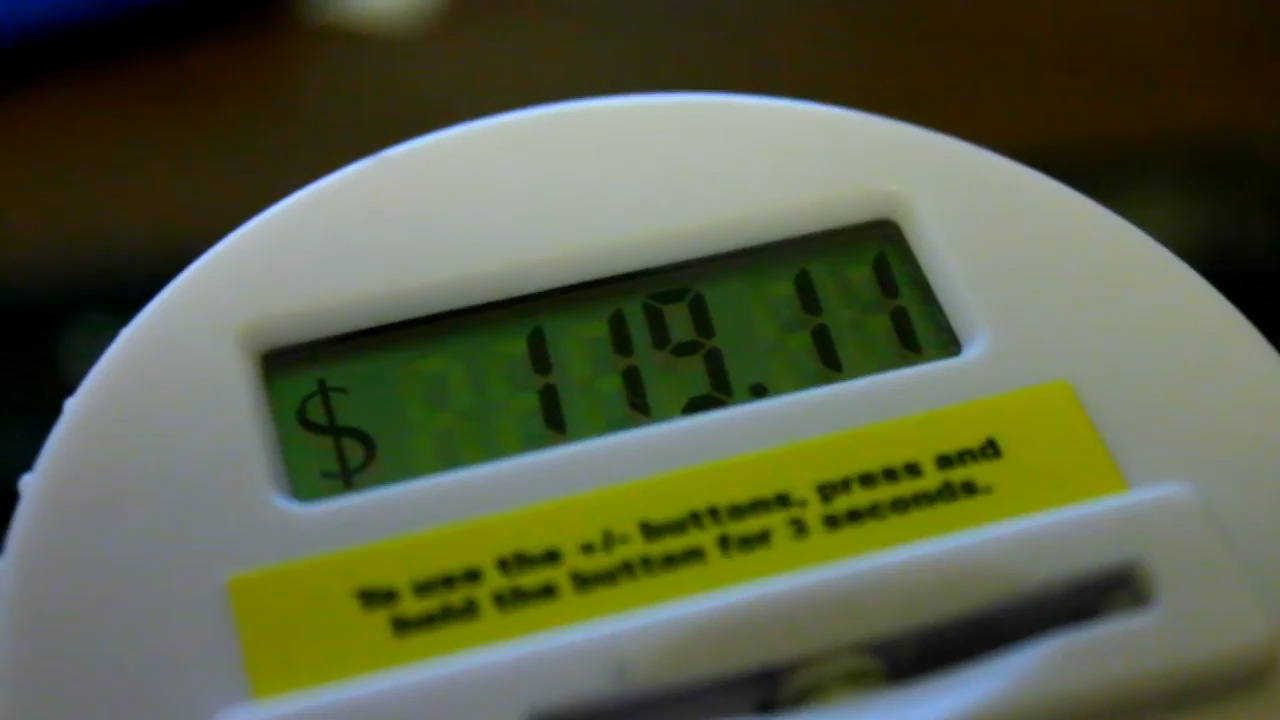 $ 119.11
To use the +/- buttons, press and
hold the button for 3 seconds.